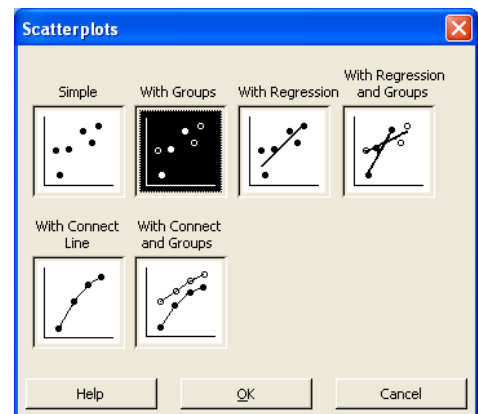 Scatterplots
Simple
With Groups
With Regression
With Regression
and Groups
With Connect
Line
With Connect
and Groups
Help
OK
Cancel